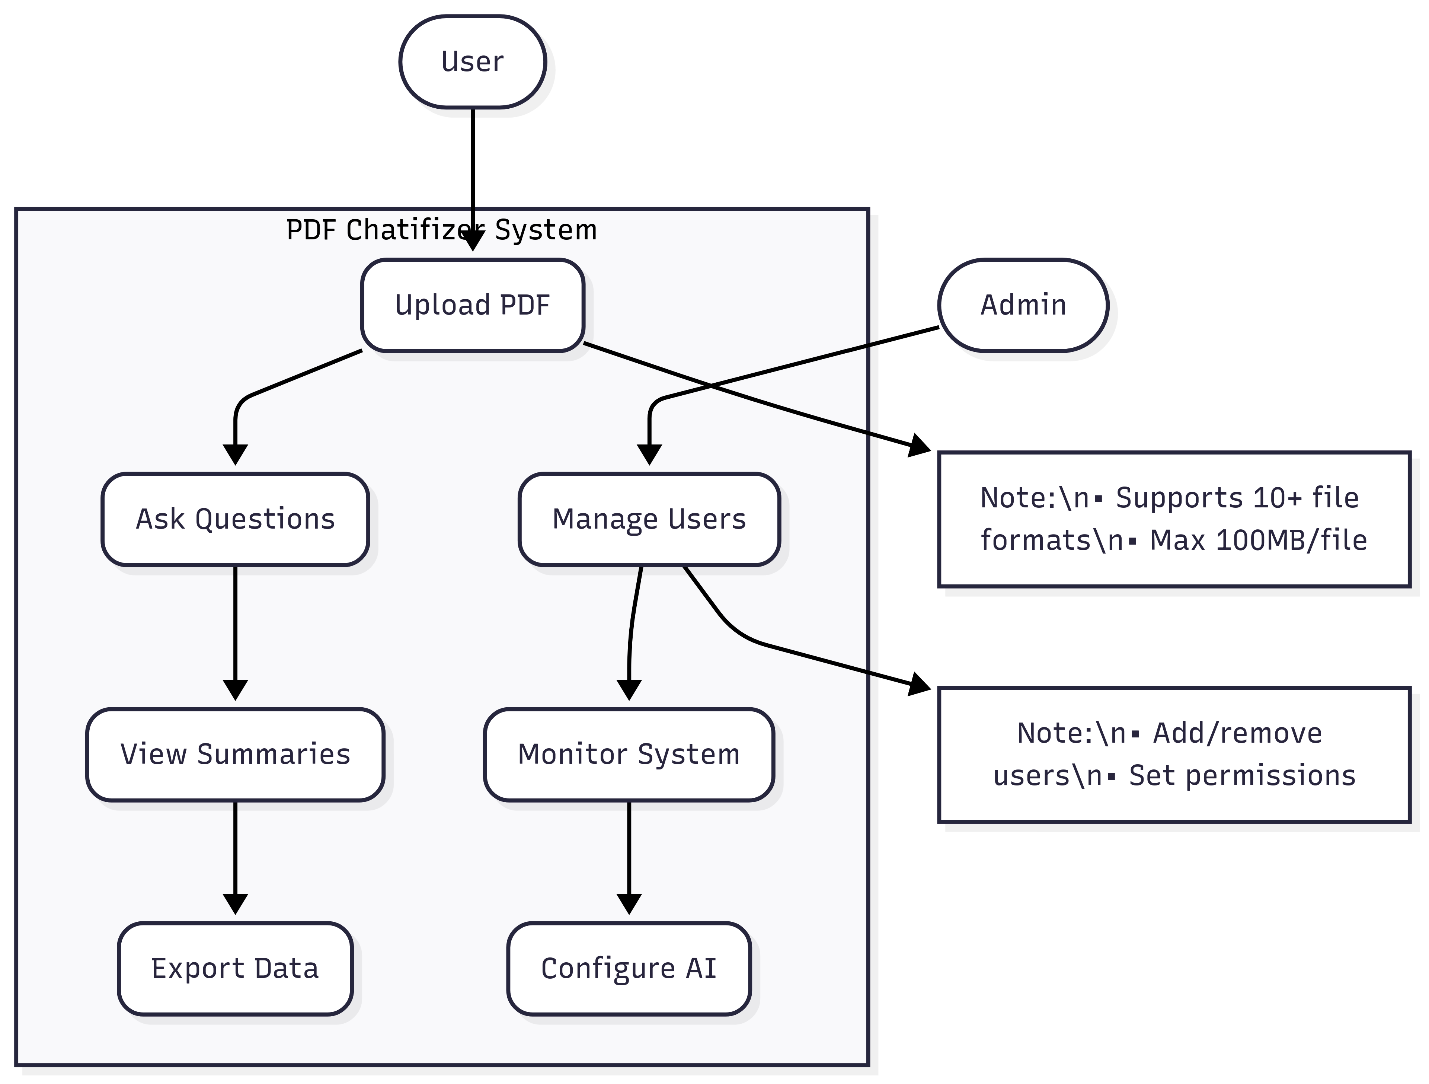 User
PDF Chatifizer System
Upload PDF
Admin
Ask Questions
Manage Users
Note:\n▪ Supports 10+ file
formats\n▪ Max 100MB/file
View Summaries
Monitor System
Note:\n▪ Add/remove
users\n▪ Set permissions
Export Data
Configure AI